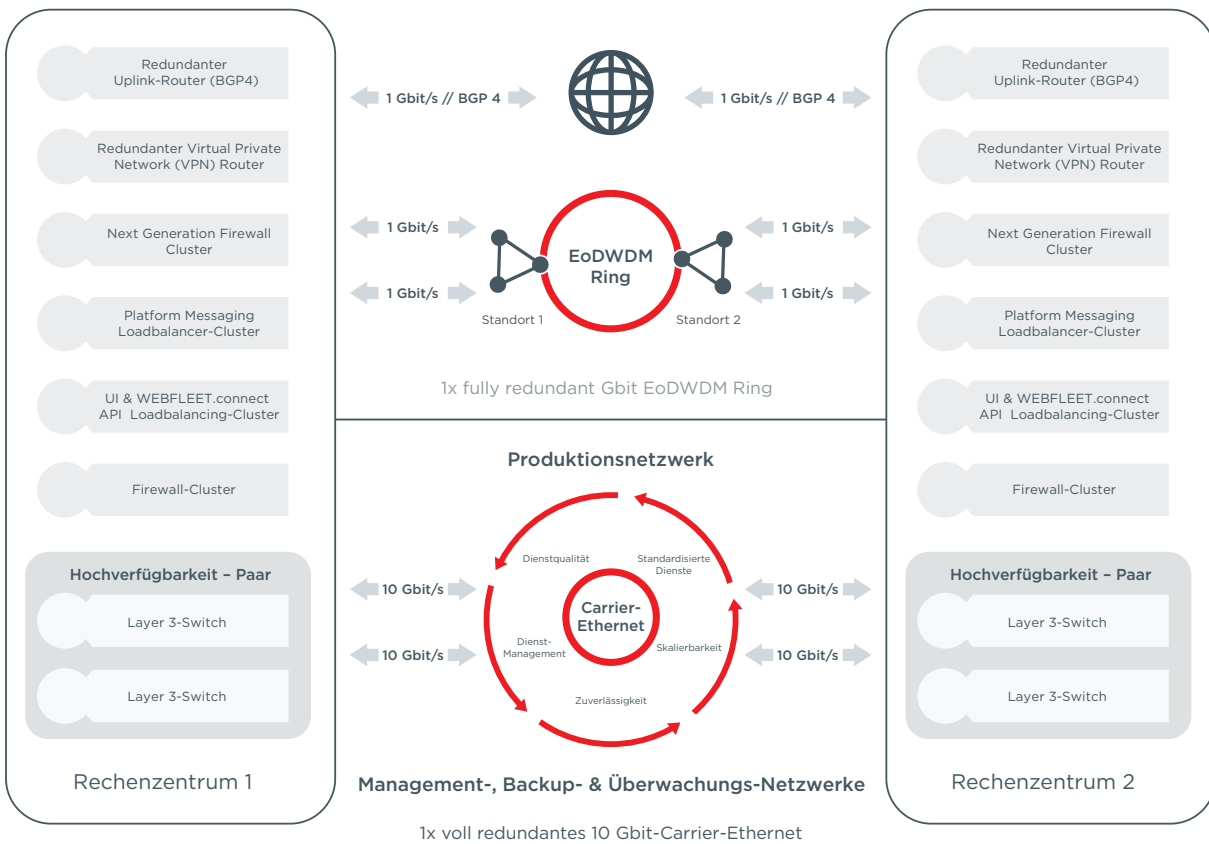 Redundanter
Uplink-Router (BGP4)
Redundanter Virtual Private
Network (VPN) Router
Next Generation Firewall
Cluster
Platform Messaging
Loadbalancer-Cluster
UI & WEBFLEET.connect
API Loadbalancing-Cluster
Firewall-Cluster
Hochverfügbarkeit – Paar
Layer 3-Switch
Layer 3-Switch
Rechenzentrum 1
1 Gbit/s // BGP 4
1 Gbit/s // BGP 4
1 Gbit/s
1 Gbit/s
EoDWDM
Ring
1 Gbit/s
1 Gbit/s
Standort 1
Standort 2
1x fully redundant Gbit EoDWDM Ring
Produktionsnetzwerk
Dienstqualität
Standardisierte
Dienste
10 Gbit/s
10 Gbit/s
Carrier-
Ethernet
Dienst-
Management
Skalierbarkeit
10 Gbit/s
10 Gbit/s
Zuverlässigkeit
Management-, Backup- & Überwachungs-Netzwerke
1x voll redundantes 10 Gbit-Carrier-Ethernet
Redundanter
Uplink-Router (BGP4)
Redundanter Virtual Private
Network (VPN) Router
Next Generation Firewall
Cluster
Platform Messaging
Loadbalancer-Cluster
UI & WEBFLEET.connect
API Loadbalancing-Cluster
Firewall-Cluster
Hochverfügbarkeit – Paar
Layer 3-Switch
Layer 3-Switch
Rechenzentrum 2